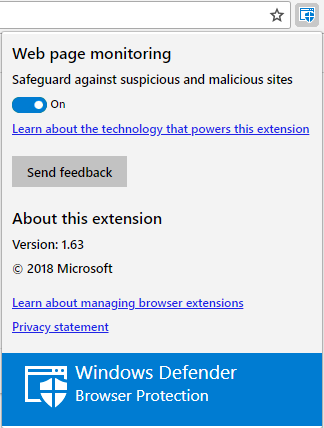 Web page monitoring
Safeguard against suspicious and malicious sites
On
Learn about the technology that powers this extension
Send feedback
About this extension
Version: 1.63
© 2018 Microsoft
Learn about managing browser extensions
Privacy statement
Windows Defender
Browser Protection